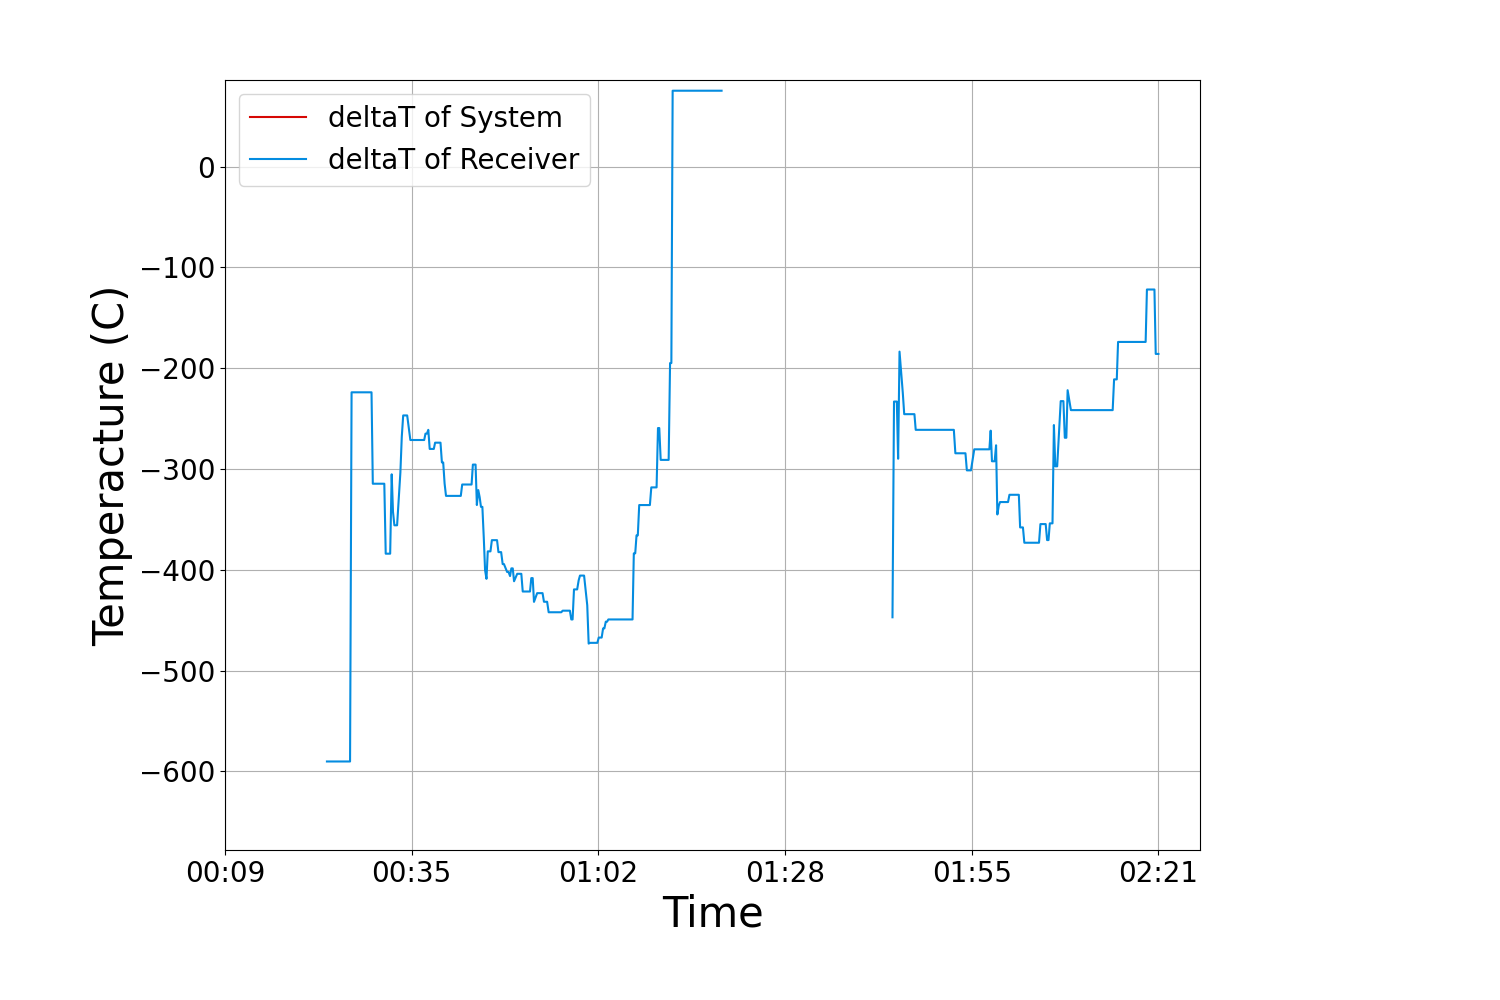 deltaT of System
deltaT of Receiver
0
−100
−200
−300
−400
−500
−600
Temperacture (C)
00:09 00:35 01:02 01:28 01:55 02:21
Time